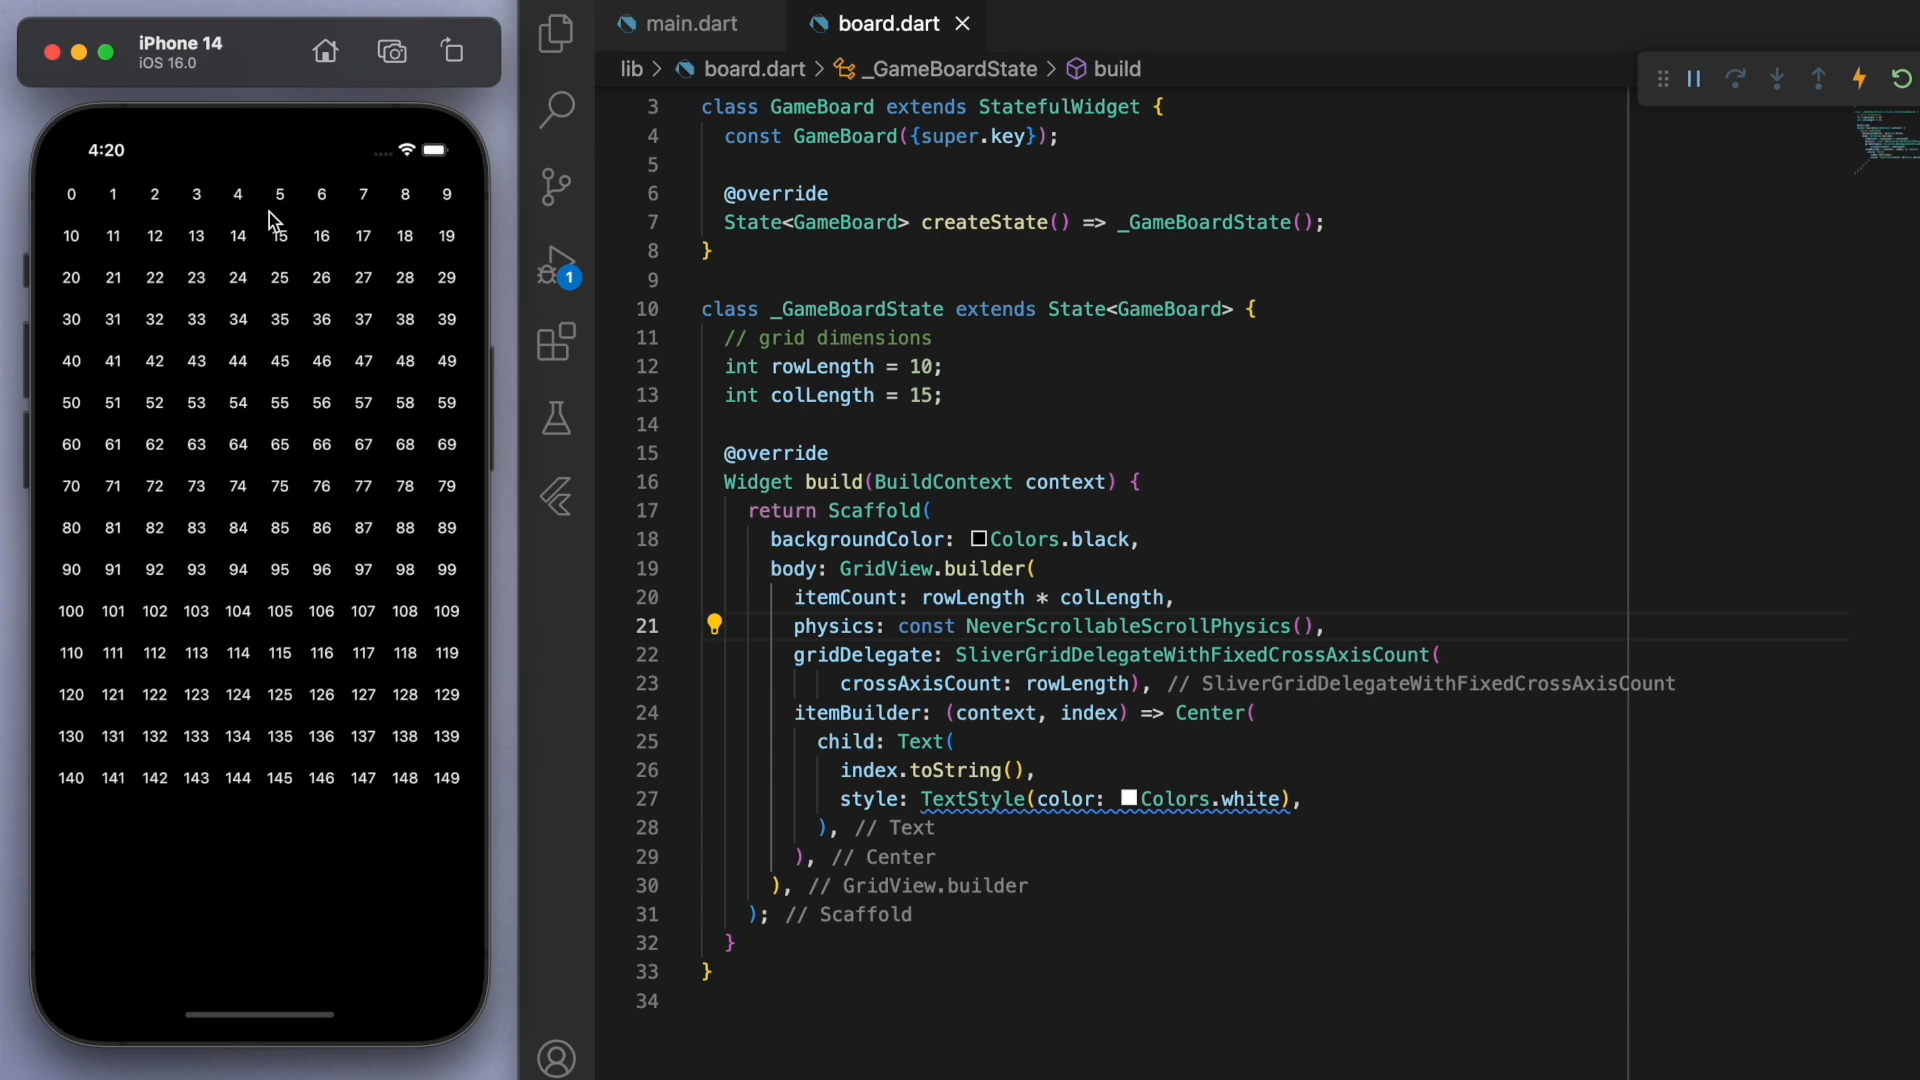 iPhone 14
iOS 16.0
4:20
0 1 2 3 4 5 6 7 8 9
10 11 12 13 14 15 16 17 18 19
20 21 22 23 24 25 26 27 28 29
30 31 32 33 34 35 36 37 38 39
40 41 42 43 44 45 46 47 48 49
50 51 52 53 54 55 56 57 58 59
60 61 62 63 64 65 66 67 68 69
70 71 72 73 74 75 76 77 78 79
80 81 82 83 84 85 86 87 88 89
90 91 92 93 94 95 96 97 98 99
100 101 102 103 104 105 106 107 108 109
110 111 112 113 114 115 116 117 118 119
120 121 122 123 124 125 126 127 128 129
130 131 132 133 134 135 136 137 138 139
140 141 142 143 144 145 146 147 148 149
1
main.dart board.dart
lib > board.dart > _GameBoardState > build
3 class GameBoard extends StatefulWidget {
4 const GameBoard({super.key});
5
6 @override
7 State<GameBoard> createState() => _GameBoardState();
8 }
9
10 class _GameBoardState extends State<GameBoard> {
11 // grid dimensions
12 int rowLength = 10;
13 int colLength = 15;
14
15 @override
16 Widget build(BuildContext context) {
17 return Scaffold(
18 backgroundColor: Colors.black,
19 body: GridView.builder(
20 itemCount: rowLength * colLength,
21 physics: const NeverScrollableScrollPhysics(),
22 gridDelegate: SliverGridDelegateWithFixedCrossAxisCount(
23 crossAxisCount: rowLength), // SliverGridDelegateWithFixedCrossAxisCount
24 itemBuilder: (context, index) => Center(
25 child: Text(
26 index.toString(),
27 style: TextStyle(color: Colors.white),
28 ), // Text
29 ), // Center
30 ), // GridView.builder
31 ); // Scaffold
32 }
33 }
34